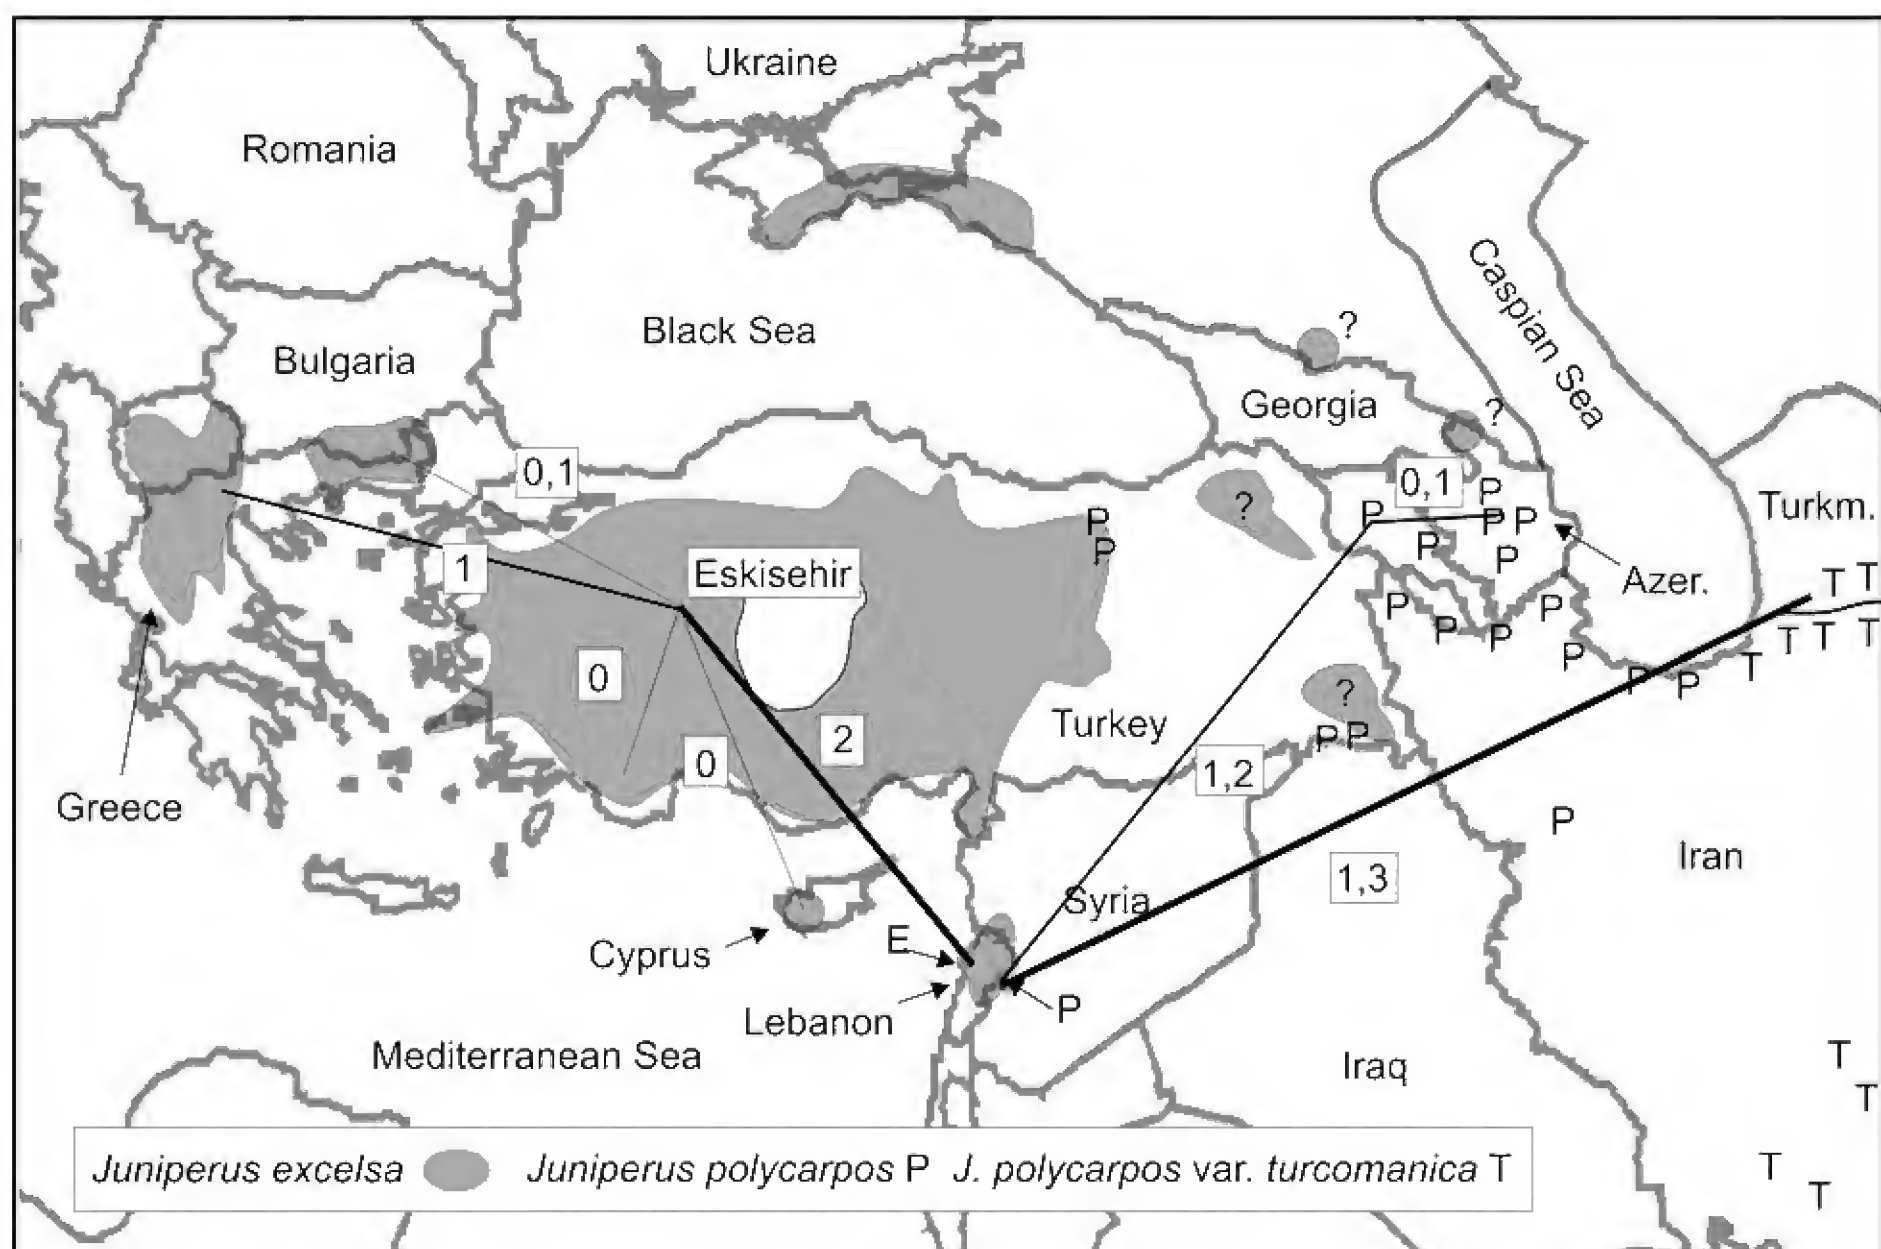 Ukraine
Romania
Caspian Sea
Black Sea
?
Bulgaria
Georgia
?
0,1
0,1
P
Turkm.
?
P
P
P P
P
P
P
1
Eskisehir
Azer.
T T
P
P
P
P
T T T
0
P
T
?
P
P
2
Turkey
P P
0
1,2
Greece
P
Iran
1,3
Syria
E
Cyprus
P
Lebanon
Mediterranean Sea
Iraq
T
T
T
T
Juniperus excelsa Juniperus polycarpos P J. polycarpos var. turcomanica T